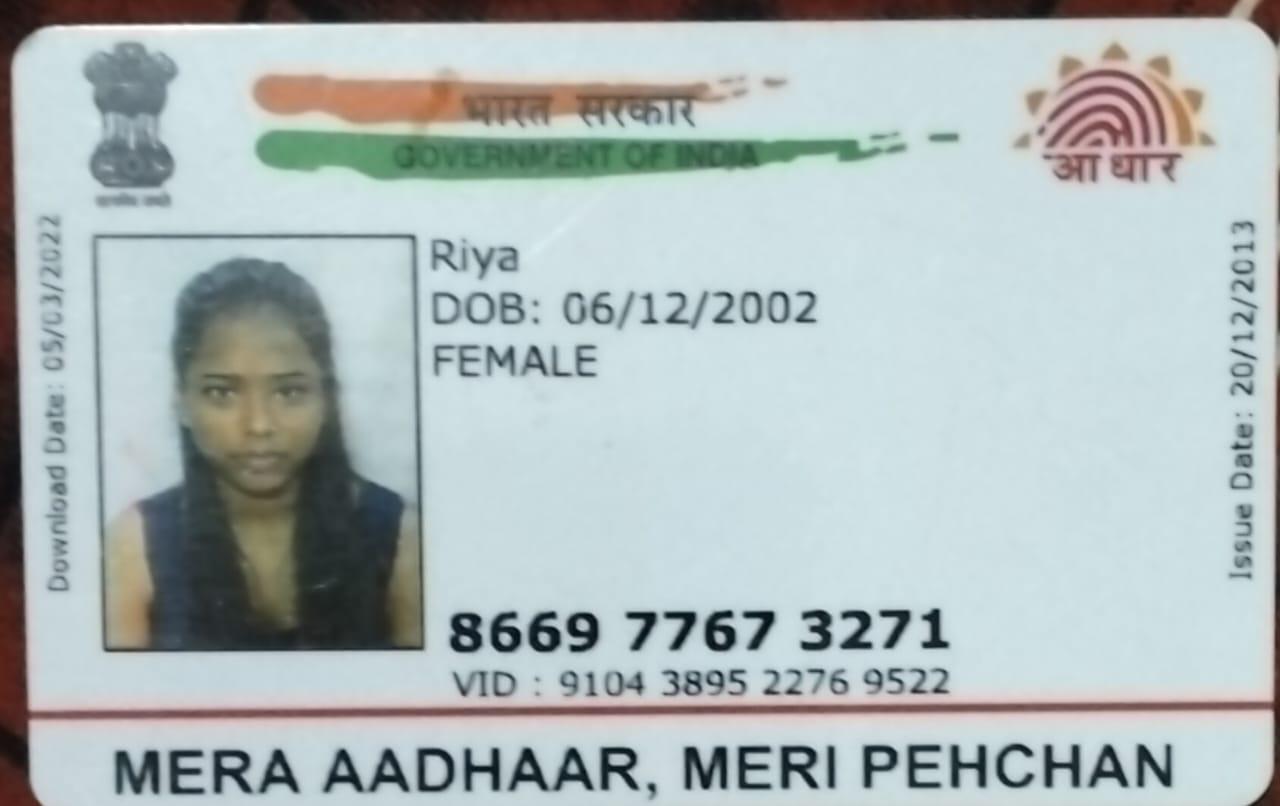 भारत सरकार
GOVERNMENT OF INDIA
आधार
Download Date: 05/03/2022
Riya
DOB: 06/12/2002
FEMALE
Issue Date: 20/12/2013
8669 7767 3271
VID : 9104 3895 2276 9522
MERA AADHAAR, MERI PEHCHAN